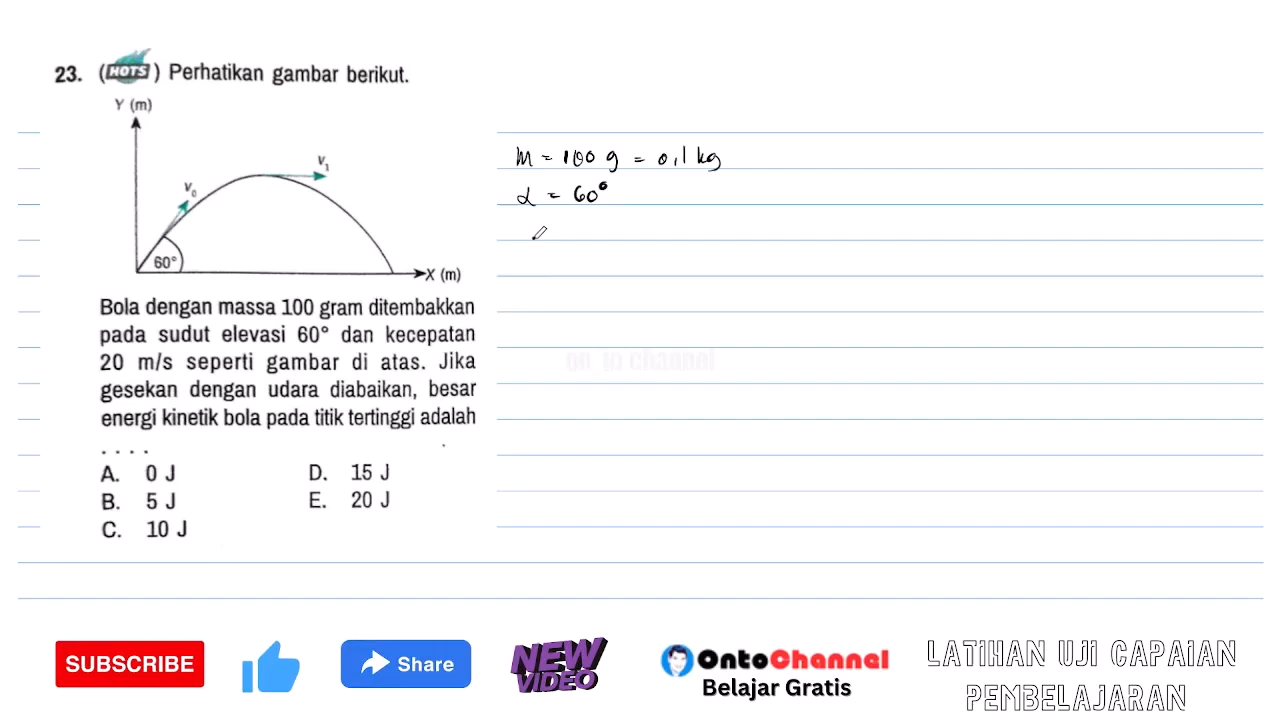 23. (HOTS) Perhatikan gambar berikut.
Y (m)
v₁
v₀
60°
X (m)
Bola dengan massa 100 gram ditembakkan
pada sudut elevasi 60° dan kecepatan
20 m/s seperti gambar di atas. Jika
gesekan dengan udara diabaikan, besar
energi kinetik bola pada titik tertinggi adalah
. . . .
A. 0 J
B. 5 J
C. 10 J
D. 15 J
E. 20 J
m = 100 g = 0,1 kg
α = 60°
on to channel
SUBSCRIBE
Share
NEW
VIDEO
OntoChannel
Belajar Gratis
LATIHAN UJI CAPAIAN
PEMBELAJARAN